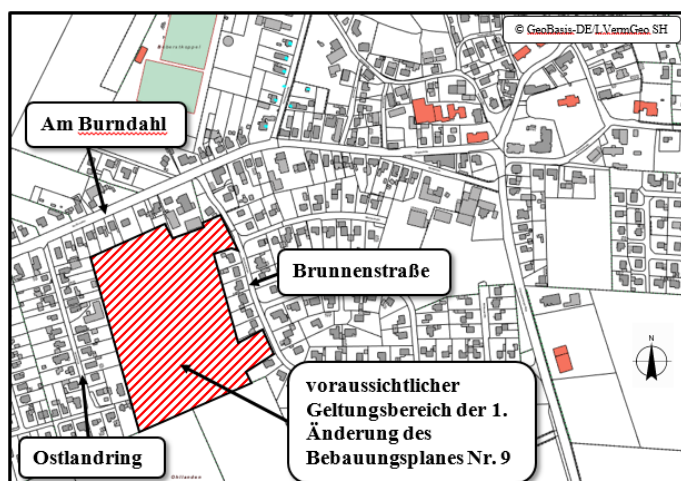 © GeoBasis-DE/LVermGeo SH
Am Burndahl
Brunnenstraße
voraussichtlicher
Geltungsbereich der 1.
Änderung des
Bebauungsplanes Nr. 9
Ostlandring
N